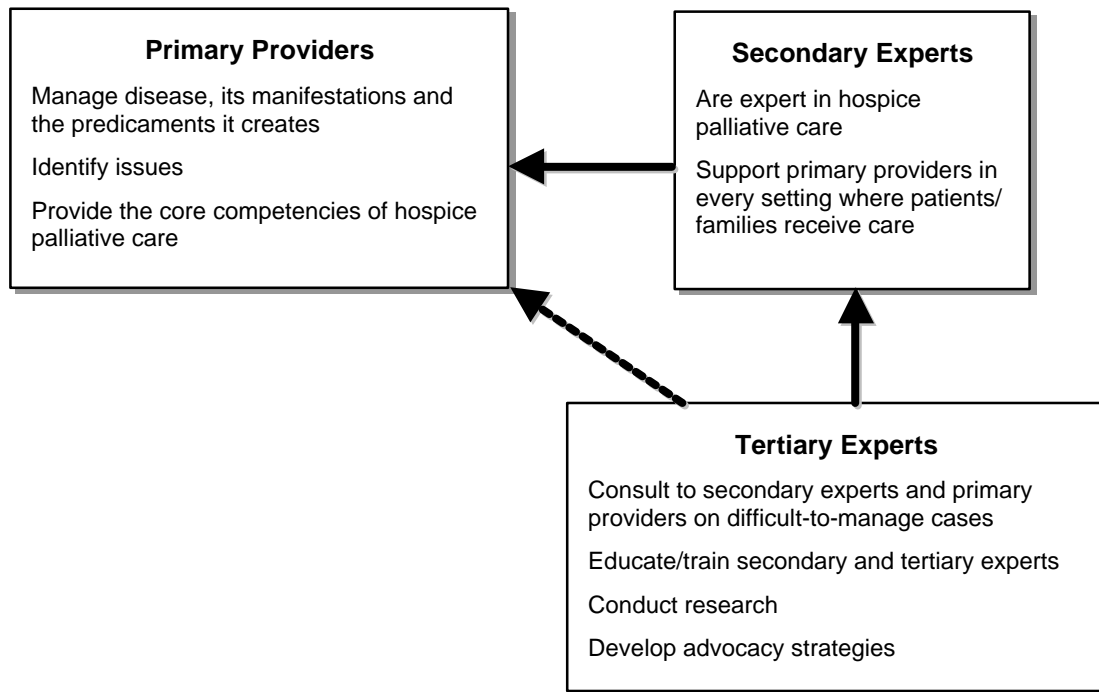 Primary Providers
Manage disease, its manifestations and
the predicaments it creates
Identify issues
Provide the core competencies of hospice
palliative care
Secondary Experts
Are expert in hospice
palliative care
Support primary providers in
every setting where patients/
families receive care
Tertiary Experts
Consult to secondary experts and primary
providers on difficult-to-manage cases
Educate/train secondary and tertiary experts
Conduct research
Develop advocacy strategies